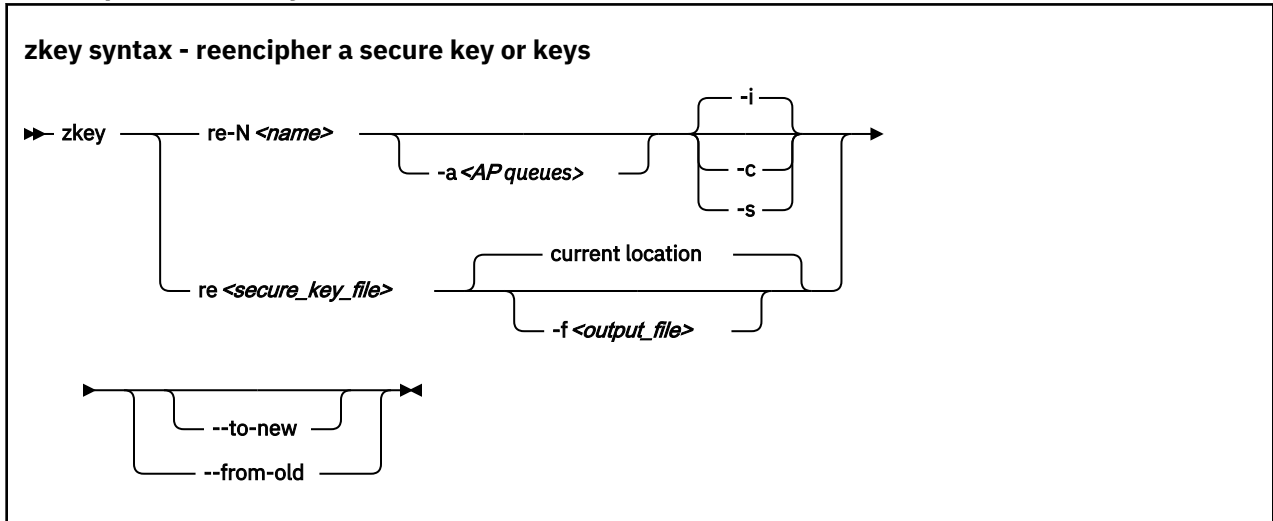 zkey syntax - reencipher a secure key or keys
-i
zkey re-N <name>
-a <AP queues> -c
-s
current location
re <secure_key_file>
-f <output_file>
--to-new
--from-old